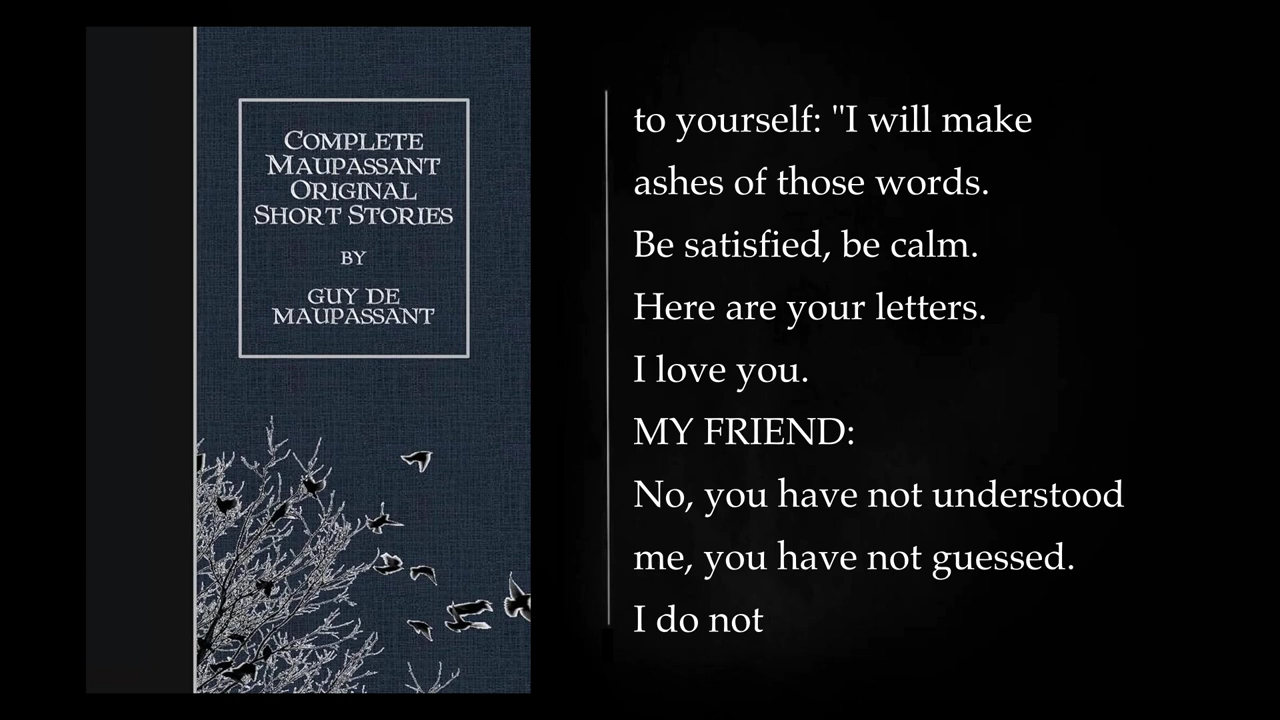 COMPLETE
MAUPASSANT
ORIGINAL
SHORT STORIES
BY
GUY DE
MAUPASSANT
to yourself: "I will make
ashes of those words.
Be satisfied, be calm.
Here are your letters.
I love you.
MY FRIEND:
No, you have not understood
me, you have not guessed.
I do not